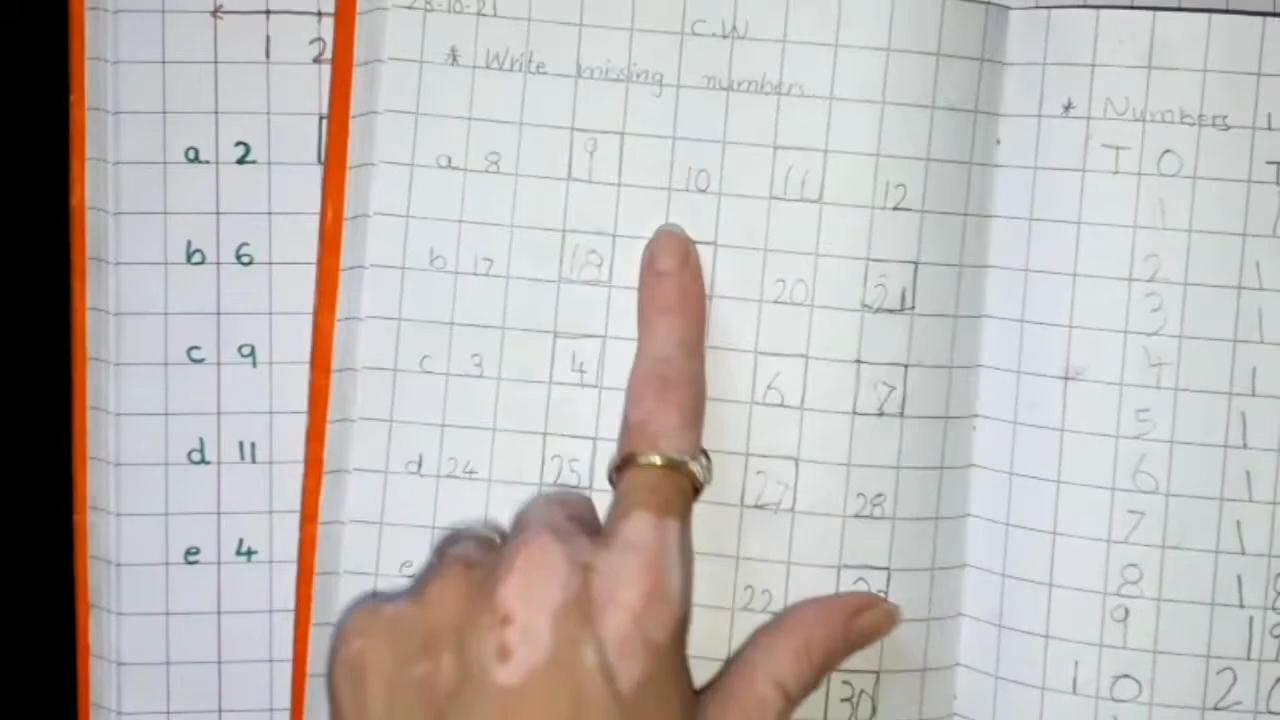 1 2
a 2
b 6
c 9
d 11
e 4
C.W
* Write missing numbers
a 8 9 10 11 12
b 17 18 20 21
c 3 4 6 7
d 24 25 27 28
e 22
30
* Numbers
T O
1
2 1
3 1
4 1
5 1
6 1
7 1
8 1
9 1
10 2